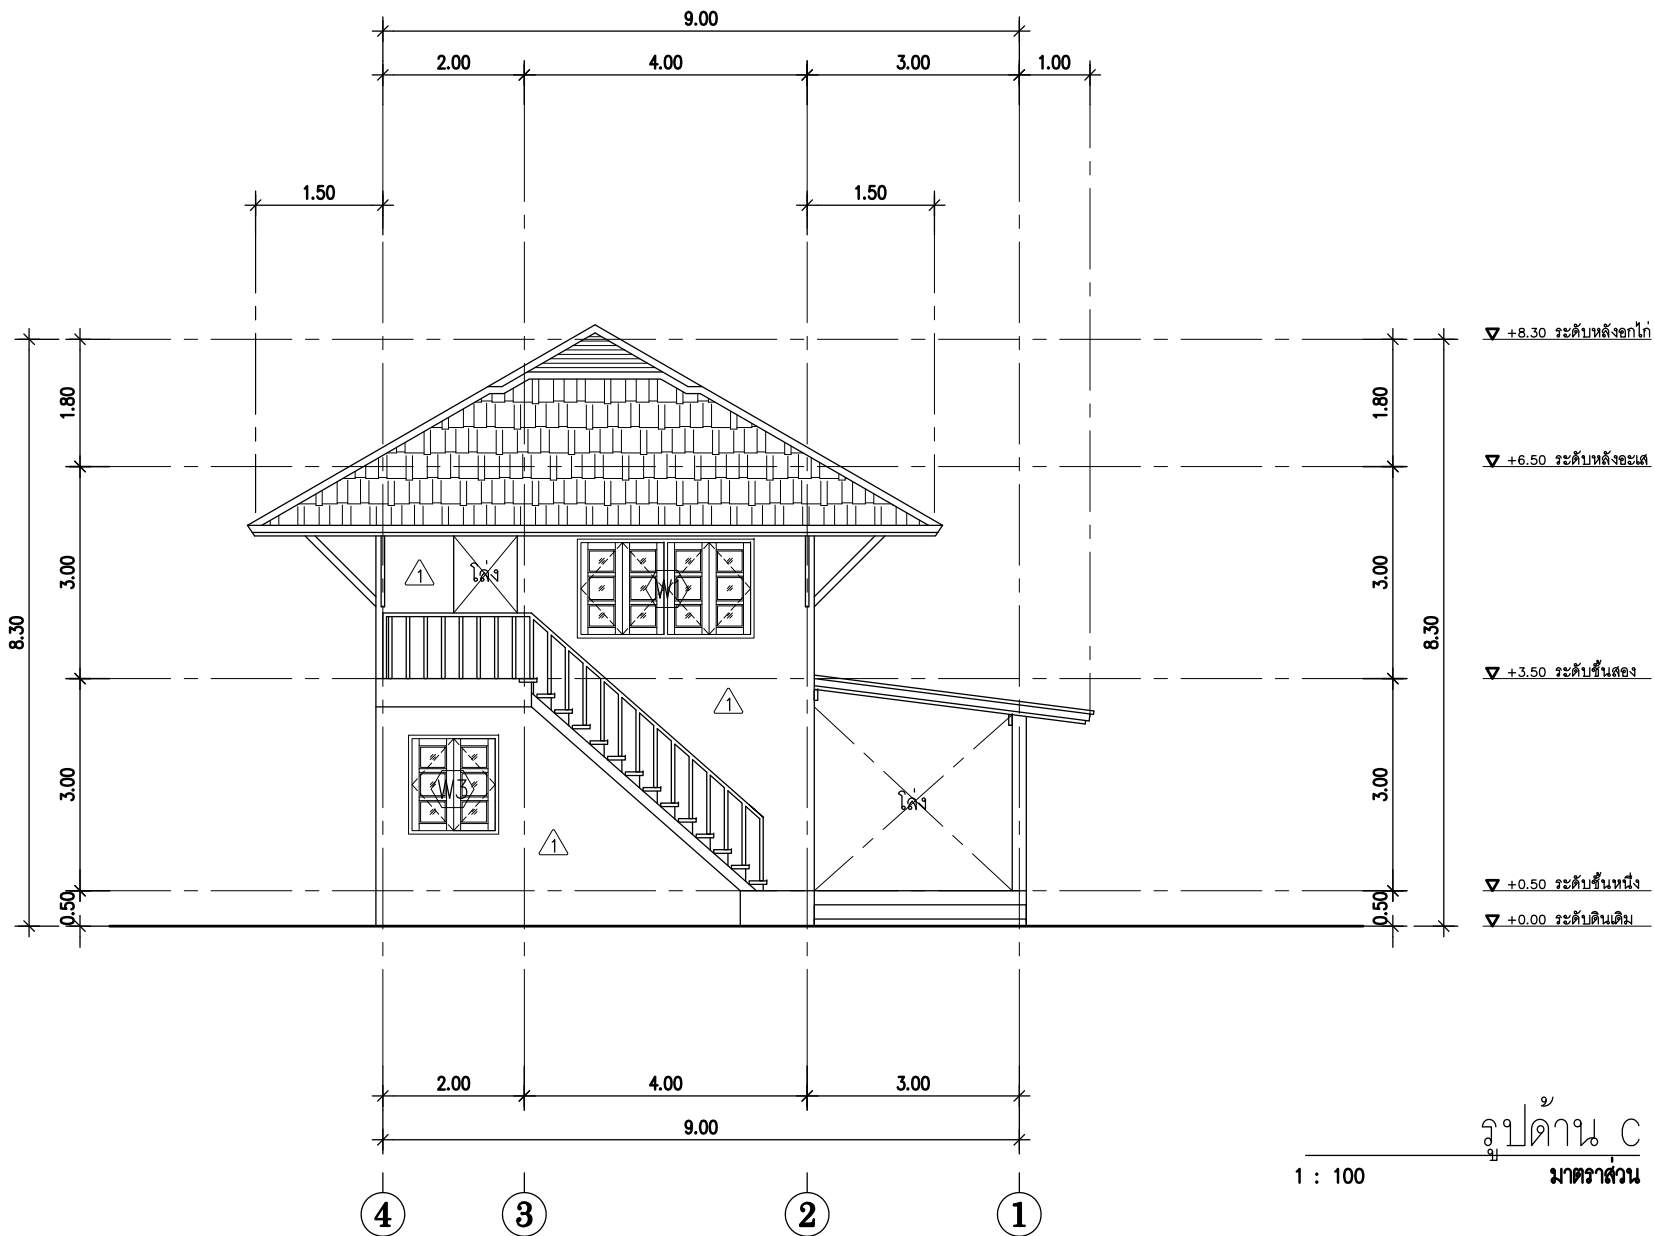 9.00
2.00 4.00 3.00 1.00
1.50 1.50
+8.30 ระดับหลังอกไก่
1.80 1.80
+6.50 ระดับหลังอะเส
3.00 3.00
1 โล่ง W1
8.30 8.30
+3.50 ระดับชั้นสอง
1
3.00 3.00
W3 โล่ง
1
+0.50 ระดับชั้นหนึ่ง
0.50 0.50
+0.00 ระดับดินเดิม
2.00 4.00 3.00
9.00
รูปด้าน C
1 : 100 มาตราส่วน
4 3 2 1